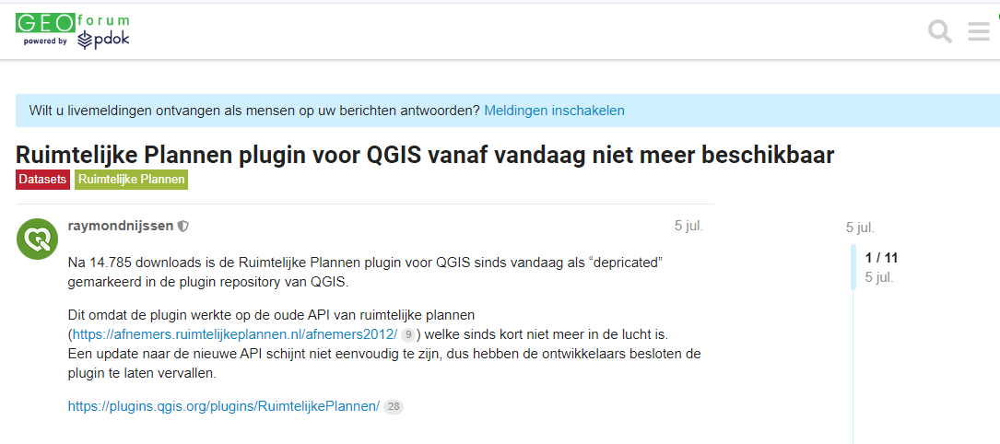 GEOforum
powered by pdok
Wilt u livemeldingen ontvangen als mensen op uw berichten antwoorden? Meldingen inschakelen
Ruimtelijke Plannen plugin voor QGIS vanaf vandaag niet meer beschikbaar
Datasets Ruimtelijke Plannen
raymondnijssen 5 jul.
Na 14.785 downloads is de Ruimtelijke Plannen plugin voor QGIS sinds vandaag als “depricated”
gemarkeerd in de plugin repository van QGIS.
Dit omdat de plugin werkte op de oude API van ruimtelijke plannen
(https://afnemers.ruimtelijkeplannen.nl/afnemers2012/ 9 ) welke sinds kort niet meer in de lucht is.
Een update naar de nieuwe API schijnt niet eenvoudig te zijn, dus hebben de ontwikkelaars besloten de
plugin te laten vervallen.
https://plugins.qgis.org/plugins/RuimtelijkePlannen/ 28
5 jul.
1 / 11
5 jul.